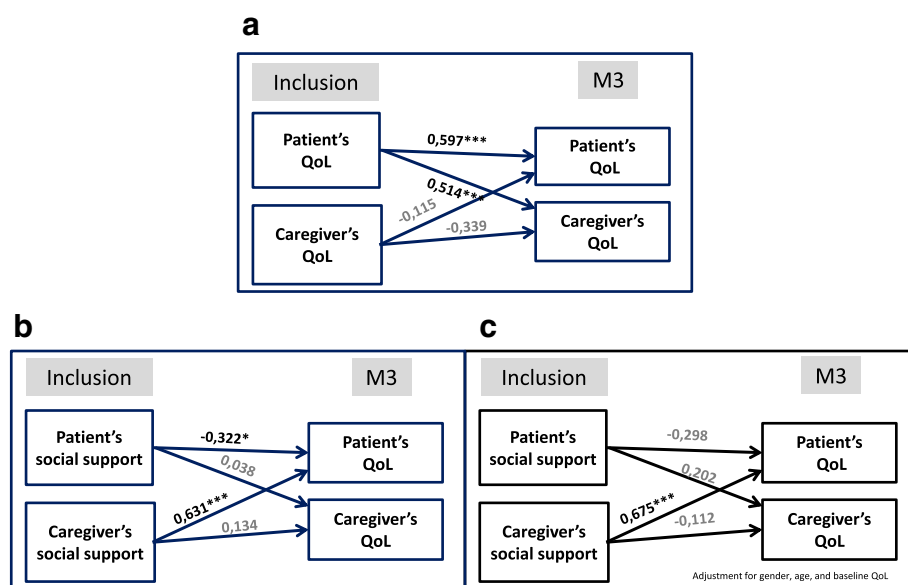 a
Inclusion
M3
Patient's
QoL
0,597***
Patient's
QoL
0,514***
-0,115
Caregiver's
QoL
-0,339
Caregiver's
QoL
b
Inclusion
M3
Patient's
social support
-0,322*
Patient's
QoL
0,038
0,631***
Caregiver's
social support
0,134
Caregiver's
QoL
c
Inclusion
M3
Patient's
social support
-0,298
Patient's
QoL
0,202
0,675***
Caregiver's
social support
-0,112
Caregiver's
QoL
Adjustment for gender, age, and baseline QoL